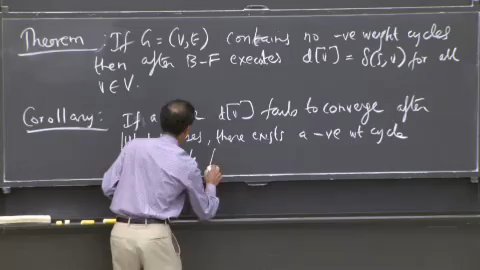 Theorem: If G = (V, E) contains no -ve weight cycles
then after B-F executes d[v] = δ(s, v) for all
v ∈ V.
Corollary: If a d[v] fails to converge after
there exists a -ve wt cycle